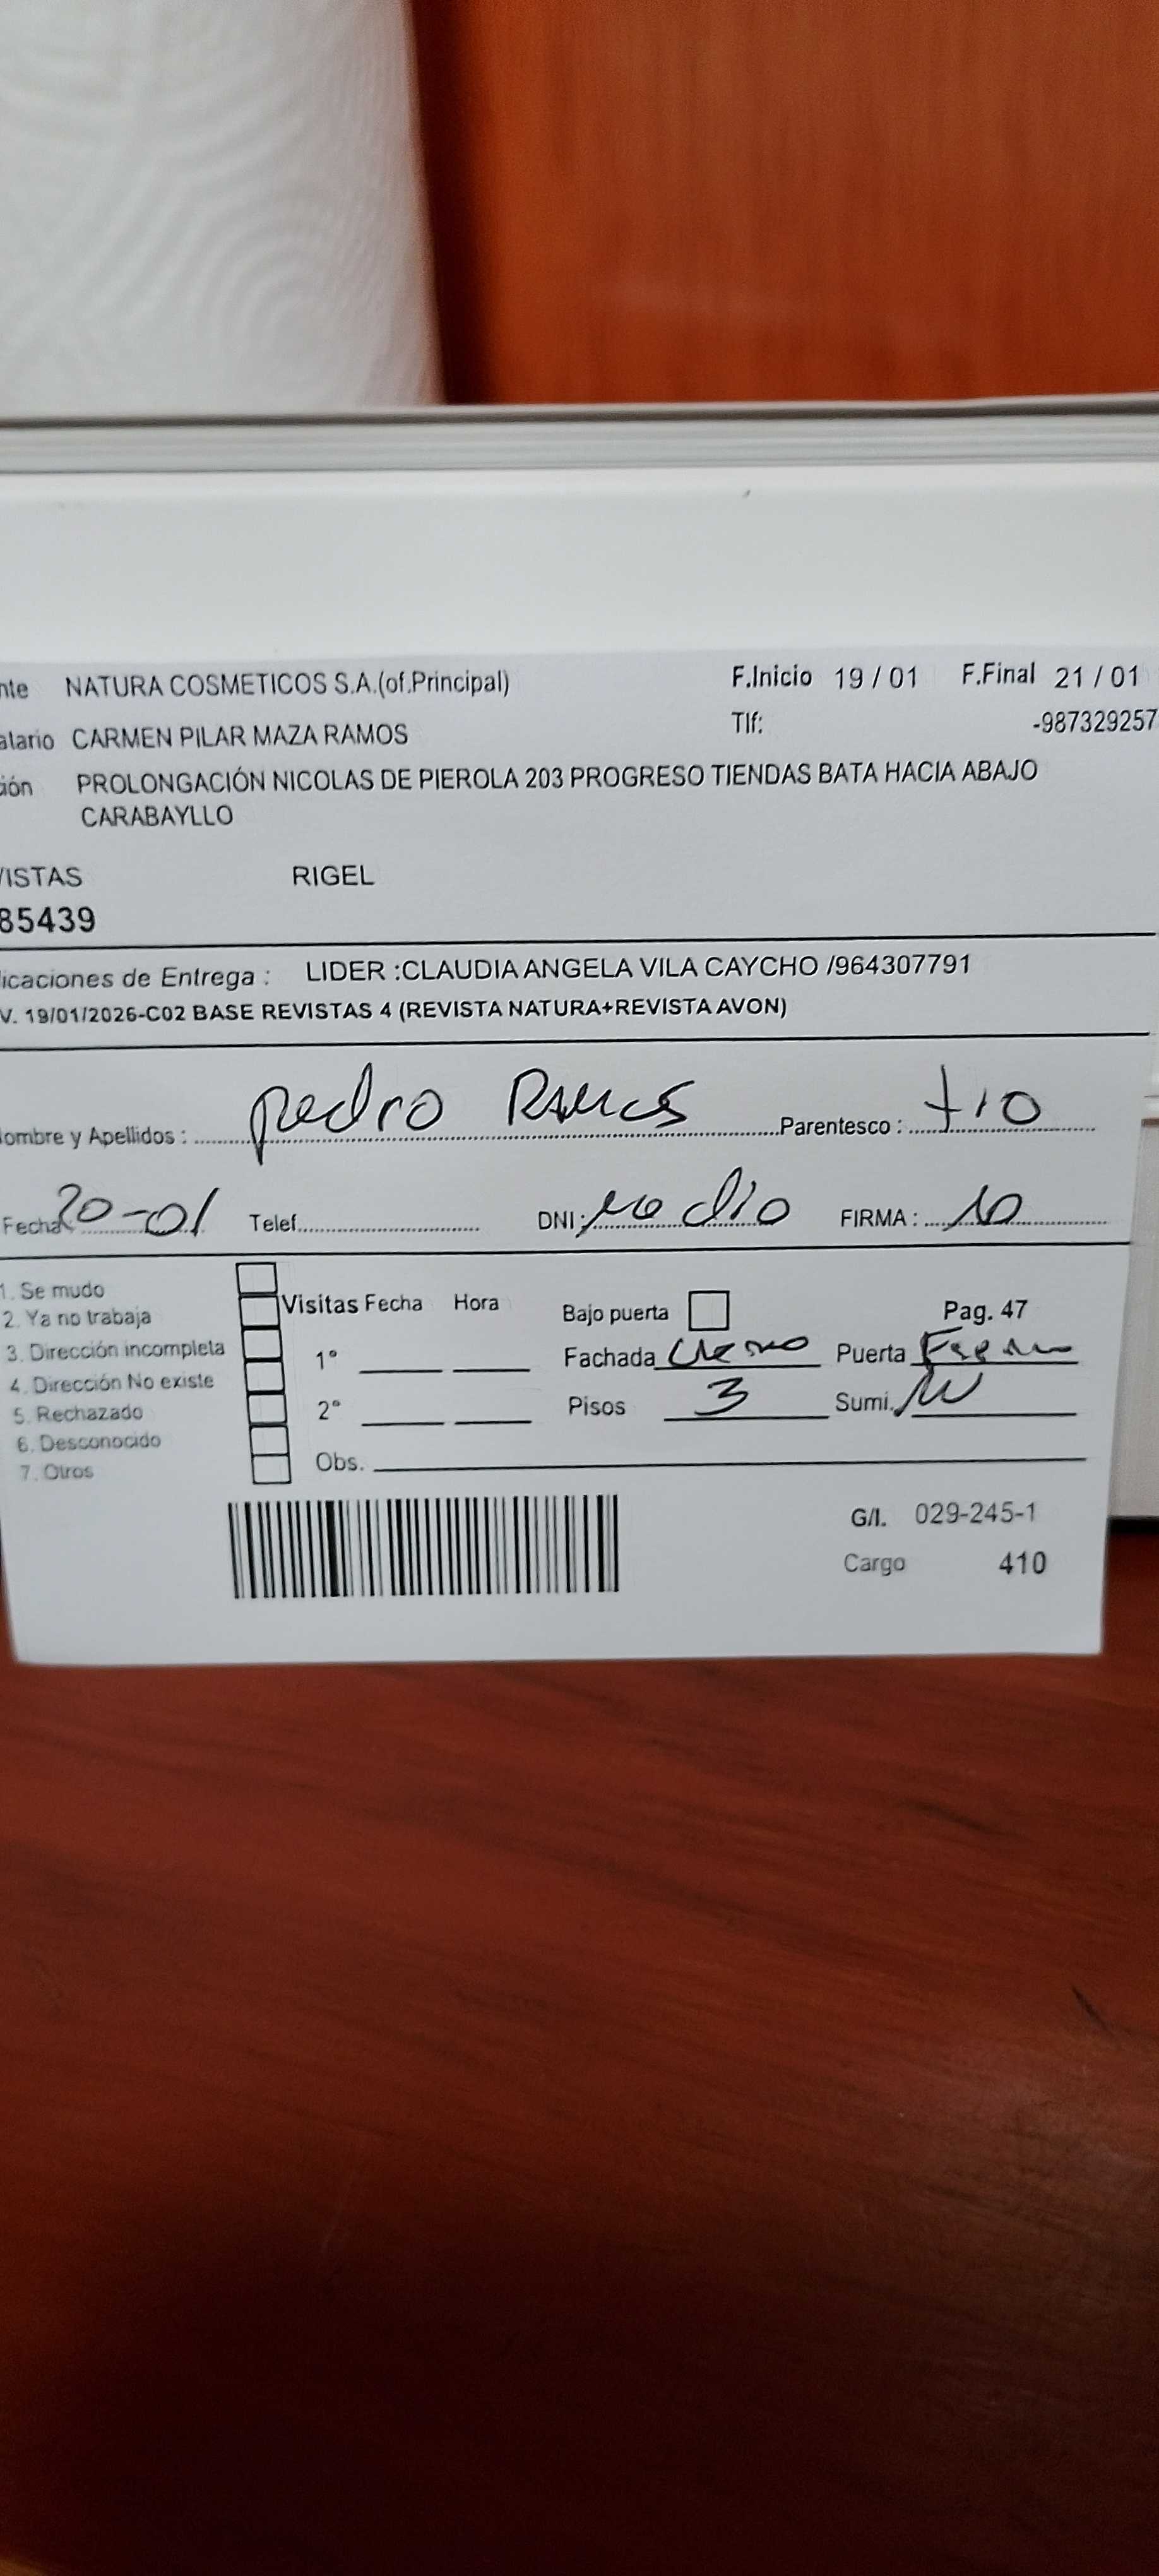 nte NATURA COSMETICOS S.A.(of.Principal) F.Inicio 19 / 01 F.Final 21 / 01
atario CARMEN PILAR MAZA RAMOS Tlf: -987329257
ión PROLONGACIÓN NICOLAS DE PIEROLA 203 PROGRESO TIENDAS BATA HACIA ABAJO
CARABAYLLO
VISTAS RIGEL
85439
icaciones de Entrega : LIDER :CLAUDIA ANGELA VILA CAYCHO /964307791
V. 19/01/2026-C02 BASE REVISTAS 4 (REVISTA NATURA+REVISTA AVON)
ombre y Apellidos : pedro Ramos Parentesco : tio
Fecha 20-01 Telef. DNI: no dio FIRMA :
1. Se mudo
2. Ya no trabaja Visitas Fecha Hora Bajo puerta Pag. 47
3. Dirección incompleta 1° Fachada Puerta
4. Dirección No existe
5. Rechazado 2° Pisos 3 Sumi.
6. Desconocido
7. Otros Obs.
G/I. 029-245-1
Cargo 410